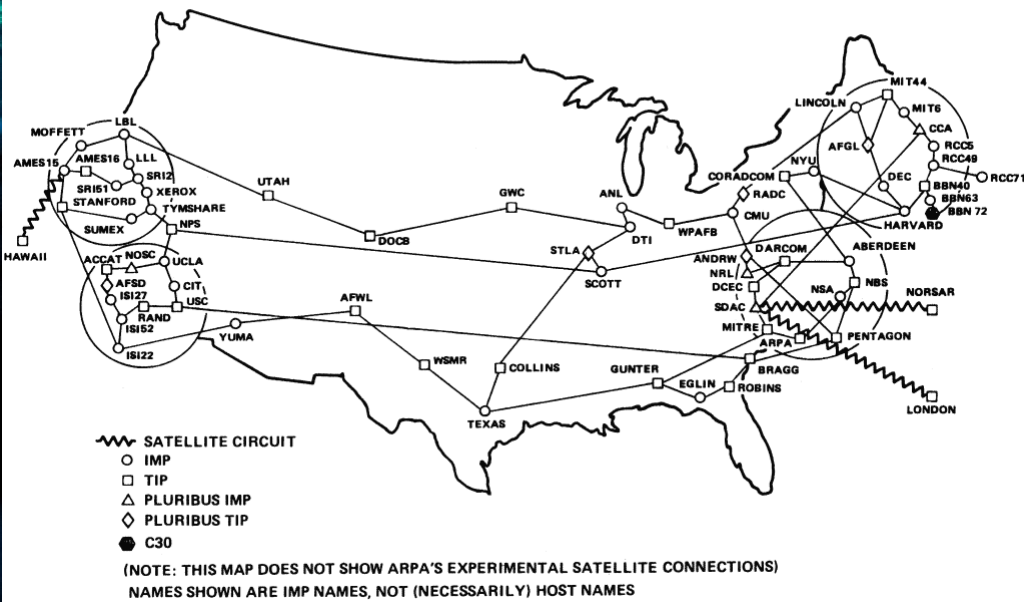 MIT44
LINCOLN
MIT6
CCA
LBL
MOFFETT
AMES15
AMES16
LLL
SRI2
SRI51
XEROX
STANFORD
TYMSHARE
SUMEX
NPS
HAWAII
UTAH
DOCB
GWC
ANL
DTI
WPAFB
CMU
CORADCOM
NYU
RADC
AFGL
RCC5
RCC49
RCC71
DEC
BBN40
BBN63
BBN 72
HARVARD
STLA
SCOTT
ACCAT
NOSC
UCLA
AFSD
CIT
ISI27
RAND
USC
ISI52
ISI22
YUMA
AFWL
WSMR
COLLINS
TEXAS
GUNTER
EGLIN
ROBINS
BRAGG
DARCOM
ABERDEEN
ANDRW
NRL
DCEC
NSA
NBS
SDAC
NORSAR
MITRE
ARPA
PENTAGON
LONDON
SATELLITE CIRCUIT
IMP
TIP
PLURIBUS IMP
PLURIBUS TIP
C30
(NOTE: THIS MAP DOES NOT SHOW ARPA'S EXPERIMENTAL SATELLITE CONNECTIONS)
NAMES SHOWN ARE IMP NAMES, NOT (NECESSARILY) HOST NAMES